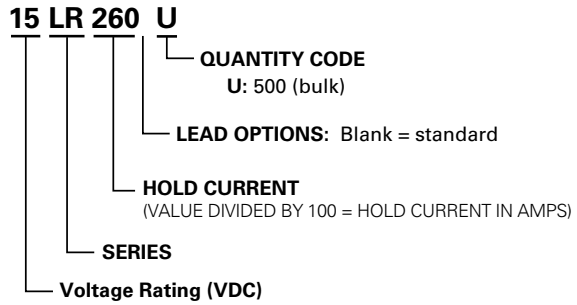 15 LR 260 U
QUANTITY CODE
U: 500 (bulk)
LEAD OPTIONS: Blank = standard
HOLD CURRENT
(VALUE DIVIDED BY 100 = HOLD CURRENT IN AMPS)
SERIES
Voltage Rating (VDC)